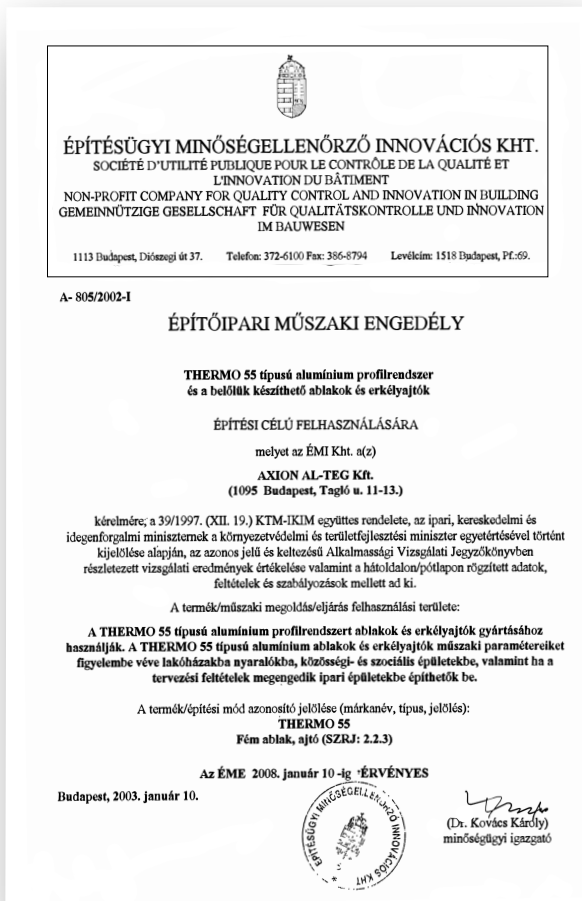 ÉPÍTÉSÜGYI MINŐSÉGELLENŐRZŐ INNOVÁCIÓS KHT.
SOCIÉTÉ D'UTILITÉ PUBLIQUE POUR LE CONTRÔLE DE LA QUALITÉ ET
L'INNOVATION DU BÂTIMENT
NON-PROFIT COMPANY FOR QUALITY CONTROL AND INNOVATION IN BUILDING
GEMEINNÜTZIGE GESELLSCHAFT FÜR QUALITÄTSKONTROLLE UND INNOVATION
IM BAUWESEN
1113 Budapest, Diószegi út 37. Telefon: 372-6100 Fax: 386-8794 Levélcím: 1518 Budapest, Pf.:69.
A- 805/2002-I
ÉPÍTŐIPARI MŰSZAKI ENGEDÉLY
THERMO 55 típusú alumínium profilrendszer
és a belőlük készíthető ablakok és erkélyajtók
ÉPÍTÉSI CÉLÚ FELHASZNÁLÁSÁRA
melyet az ÉMI Kht. a(z)
AXION AL-TEG Kft.
(1095 Budapest, Tagló u. 11-13.)
kérelmére, a 39/1997. (XII. 19.) KTM-IKIM együttes rendelete, az ipari, kereskedelmi és
idegenforgalmi miniszternek a környezetvédelmi és területfejlesztési miniszter egyetértésével történt
kijelölése alapján, az azonos jelű és keltezésű Alkalmassági Vizsgálati Jegyzőkönyvben
részletezett vizsgálati eredmények értékelése valamint a hátoldalon/pótlapon rögzített adatok,
feltételek és szabályozások mellett ad ki.
A termék/műszaki megoldás/eljárás felhasználási területe:
A THERMO 55 típusú alumínium profilrendszert ablakok és erkélyajtók gyártásához
használják. A THERMO 55 típusú alumínium ablakok és erkélyajtók műszaki paramétereiket
figyelembe véve lakóházakba nyaralókba, közösségi- és szociális épületekbe, valamint ha a
tervezési feltételek megengedik ipari épületekbe építhetők be.
A termék/építési mód azonosító jelölése (márkanév, típus, jelölés):
THERMO 55
Fém ablak, ajtó (SZRJ: 2.2.3)
Az ÉME 2008. január 10 -ig ÉRVÉNYES
Budapest, 2003. január 10.
ÉPÍTÉSÜGYI MINŐSÉGELLENŐRZŐ INNOVÁCIÓS KHT
(Dr. Kovács Károly)
minőségügyi igazgató